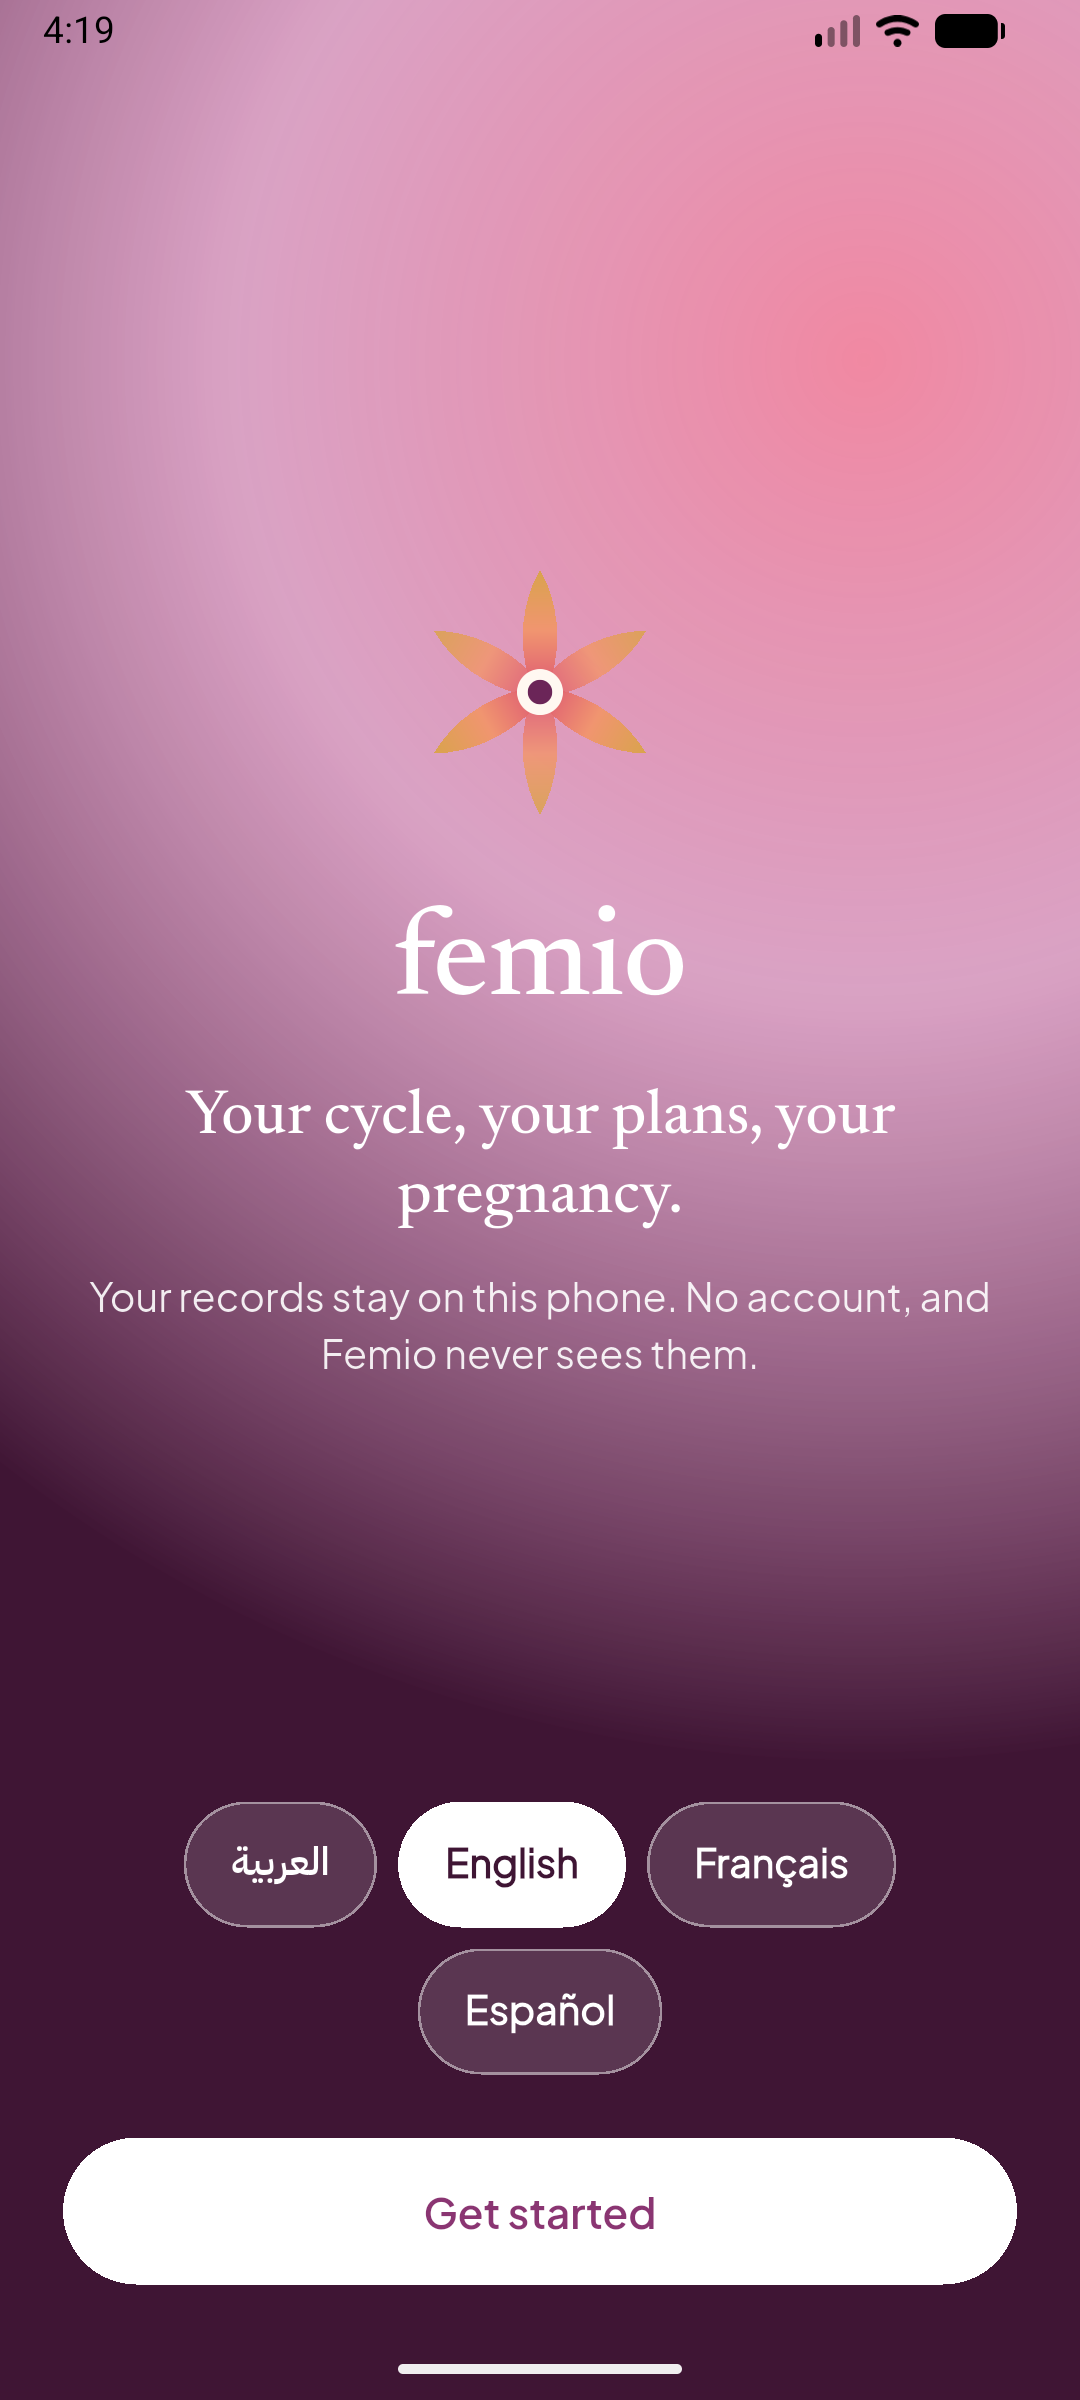 4:19
femio
Your cycle, your plans, your
pregnancy.
Your records stay on this phone. No account, and
Femio never sees them.
العربية
English
Français
Español
Get started